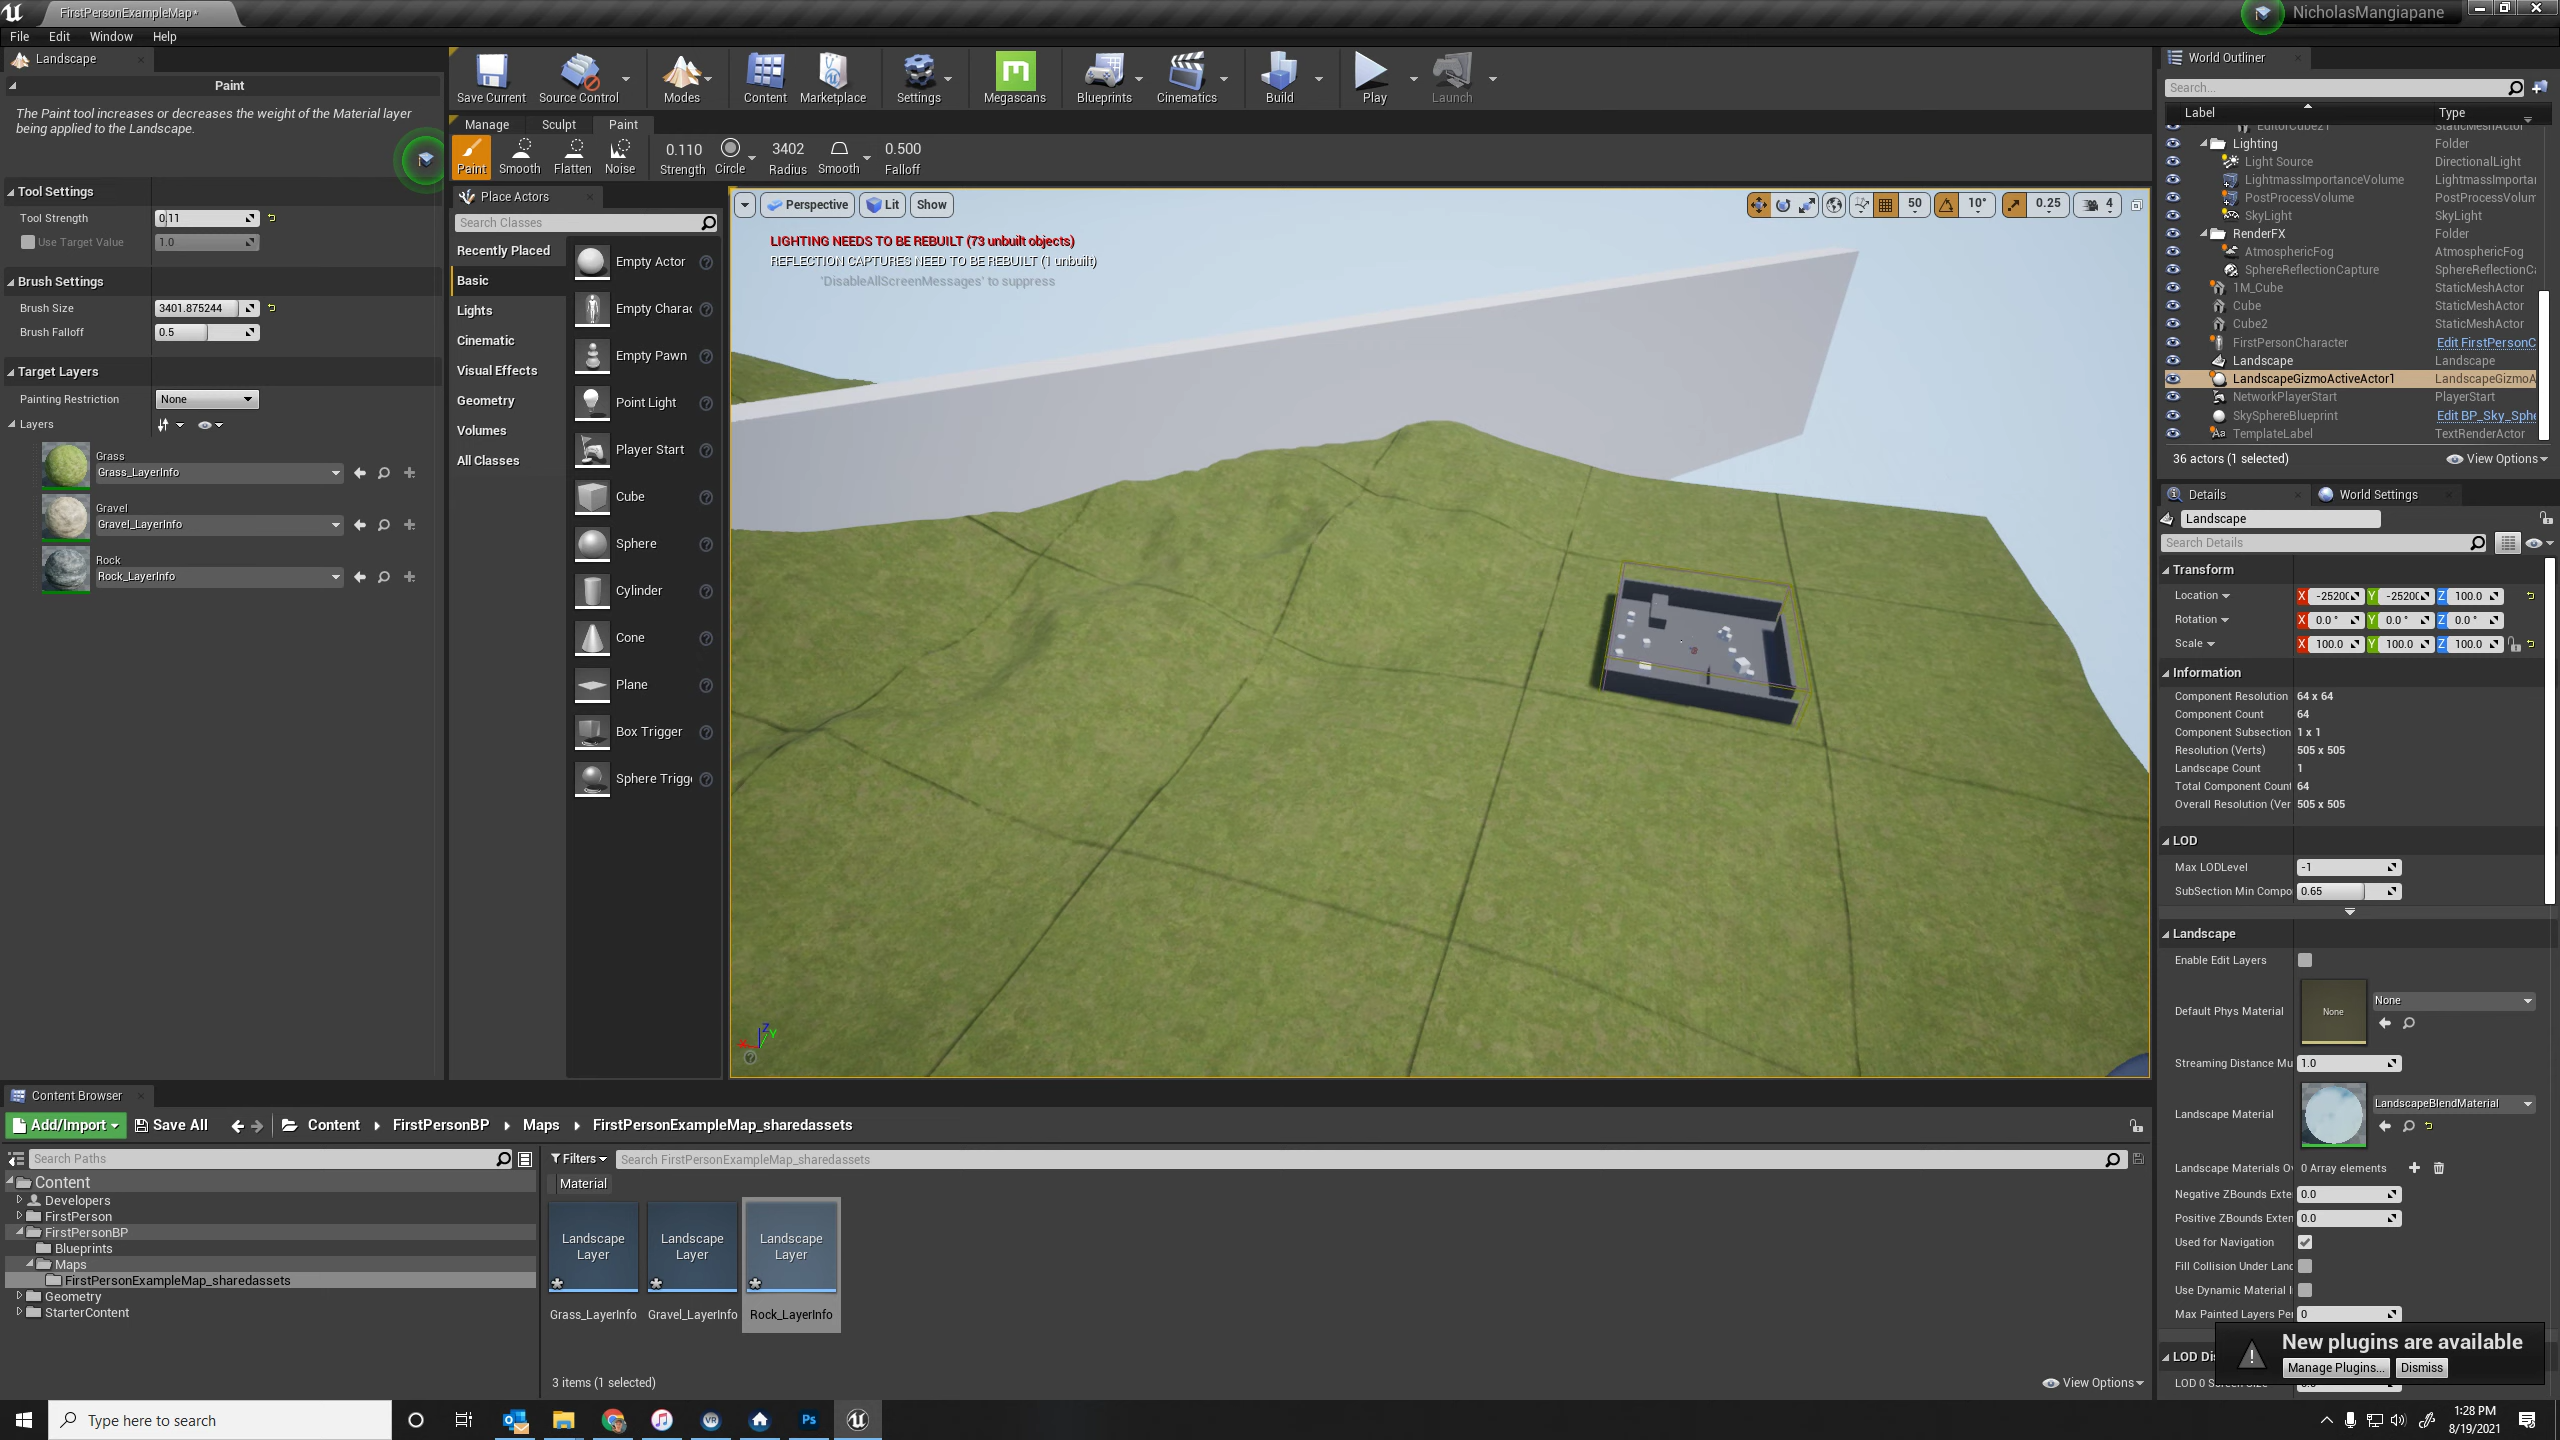 FirstPersonExampleMap*
NicholasMangiapane
File Edit Window Help
Landscape
Paint
The Paint tool increases or decreases the weight of the Material layer
being applied to the Landscape.
Tool Settings
Tool Strength 0.11
Use Target Value 1.0
Brush Settings
Brush Size 3401.875244
Brush Falloff 0.5
Target Layers
Painting Restriction None
Layers
Grass
Grass_LayerInfo
Gravel
Gravel_LayerInfo
Rock
Rock_LayerInfo
Save Current Source Control Modes Content Marketplace Settings Megascans Blueprints Cinematics Build Play Launch
Manage Sculpt Paint
0.110 3402 0.500
Paint Smooth Flatten Noise Strength Circle Radius Smooth Falloff
Place Actors
Search Classes
Recently Placed
Basic
Lights
Cinematic
Visual Effects
Geometry
Volumes
All Classes
Empty Actor
Empty Charac
Empty Pawn
Point Light
Player Start
Cube
Sphere
Cylinder
Cone
Plane
Box Trigger
Sphere Trigge
Perspective Lit Show
50 10° 0.25 4
LIGHTING NEEDS TO BE REBUILT (73 unbuilt objects)
REFLECTION CAPTURES NEED TO BE REBUILT (1 unbuilt)
'DisableAllScreenMessages' to suppress
Z Y
World Outliner
Search...
Label Type
EditorCube21 StaticMeshActor
Lighting Folder
Light Source DirectionalLight
LightmassImportanceVolume LightmassImportan
PostProcessVolume PostProcessVolum
SkyLight SkyLight
RenderFX Folder
AtmosphericFog AtmosphericFog
SphereReflectionCapture SphereReflectionCa
1M_Cube StaticMeshActor
Cube StaticMeshActor
Cube2 StaticMeshActor
FirstPersonCharacter Edit FirstPersonC
Landscape Landscape
LandscapeGizmoActiveActor1 LandscapeGizmoA
NetworkPlayerStart PlayerStart
SkySphereBlueprint Edit BP_Sky_Sphe
TemplateLabel TextRenderActor
36 actors (1 selected) View Options
Details World Settings
Landscape
Search Details
Transform
Location X -25200 Y -25200 Z 100.0
Rotation X 0.0 ° Y 0.0 ° Z 0.0 °
Scale X 100.0 Y 100.0 Z 100.0
Information
Component Resolution 64 x 64
Component Count 64
Component Subsection 1 x 1
Resolution (Verts) 505 x 505
Landscape Count 1
Total Component Count 64
Overall Resolution (Ver 505 x 505
LOD
Max LODLevel -1
SubSection Min Compo 0.65
Landscape
Enable Edit Layers
Default Phys Material None None
Streaming Distance Mu 1.0
Landscape Material LandscapeBlendMaterial
Landscape Materials Ov 0 Array elements
Negative ZBounds Exte 0.0
Positive ZBounds Exten 0.0
Used for Navigation
Fill Collision Under Land
Use Dynamic Material I
Max Painted Layers Per 0
LOD Di
LOD 0 Screen Size
New plugins are available
Manage Plugins... Dismiss
Content Browser
Add/Import Save All Content FirstPersonBP Maps FirstPersonExampleMap_sharedassets
Search Paths
Filters Search FirstPersonExampleMap_sharedassets
Material
Content
Developers
FirstPerson
FirstPersonBP
Blueprints
Maps
FirstPersonExampleMap_sharedassets
Geometry
StarterContent
Landscape Layer
Landscape Layer
Landscape Layer
Grass_LayerInfo Gravel_LayerInfo Rock_LayerInfo
3 items (1 selected) View Options
Type here to search
VR
Ps
1:28 PM
8/19/2021